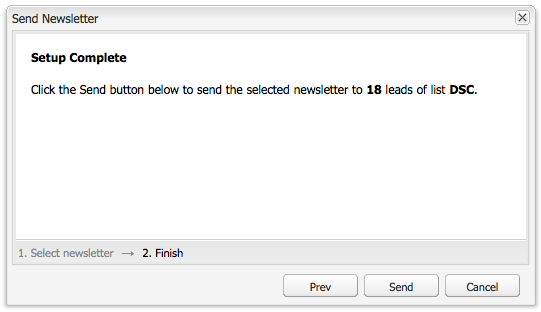 Send Newsletter
Setup Complete
Click the Send button below to send the selected newsletter to 18 leads of list DSC.
1. Select newsletter → 2. Finish
Prev Send Cancel